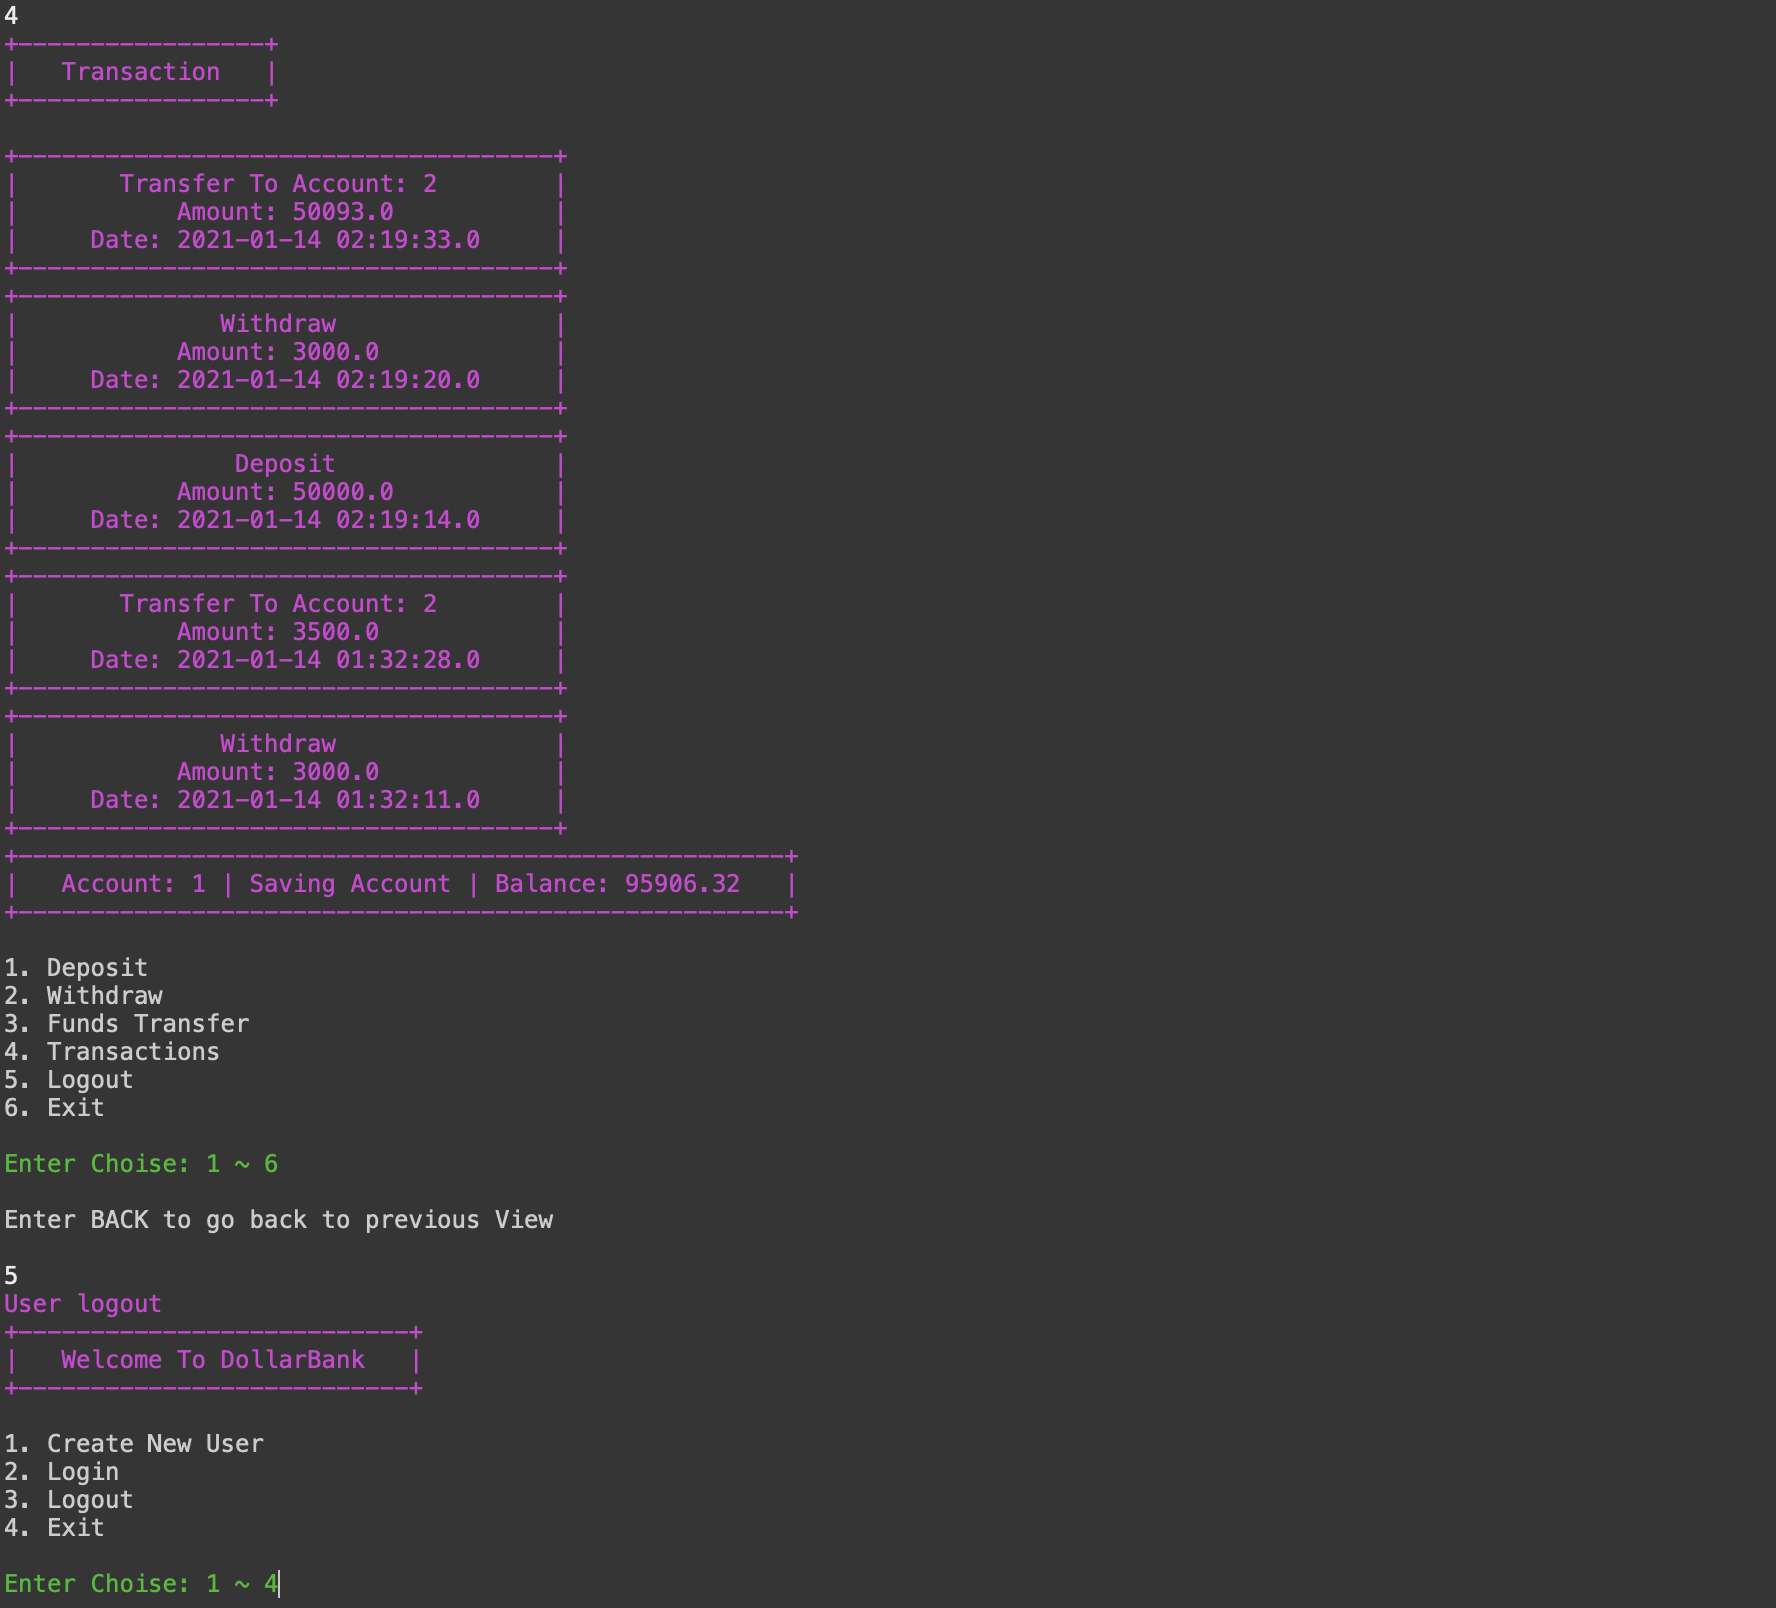 4
+-----------------+
|   Transaction   |
+-----------------+
+-------------------------------------+
|       Transfer To Account: 2        |
|           Amount: 50093.0           |
|     Date: 2021-01-14 02:19:33.0     |
+-------------------------------------+
+-------------------------------------+
|              Withdraw               |
|           Amount: 3000.0            |
|     Date: 2021-01-14 02:19:20.0     |
+-------------------------------------+
+-------------------------------------+
|               Deposit               |
|           Amount: 50000.0           |
|     Date: 2021-01-14 02:19:14.0     |
+-------------------------------------+
+-------------------------------------+
|       Transfer To Account: 2        |
|           Amount: 3500.0            |
|     Date: 2021-01-14 01:32:28.0     |
+-------------------------------------+
+-------------------------------------+
|              Withdraw               |
|           Amount: 3000.0            |
|     Date: 2021-01-14 01:32:11.0     |
+-------------------------------------+
+-----------------------------------------------------+
|   Account: 1 | Saving Account | Balance: 95906.32   |
+-----------------------------------------------------+
1. Deposit
2. Withdraw
3. Funds Transfer
4. Transactions
5. Logout
6. Exit
Enter Choise: 1 ~ 6
Enter BACK to go back to previous View
5
User logout
+---------------------------+
|   Welcome To DollarBank   |
+---------------------------+
1. Create New User
2. Login
3. Logout
4. Exit
Enter Choise: 1 ~ 4